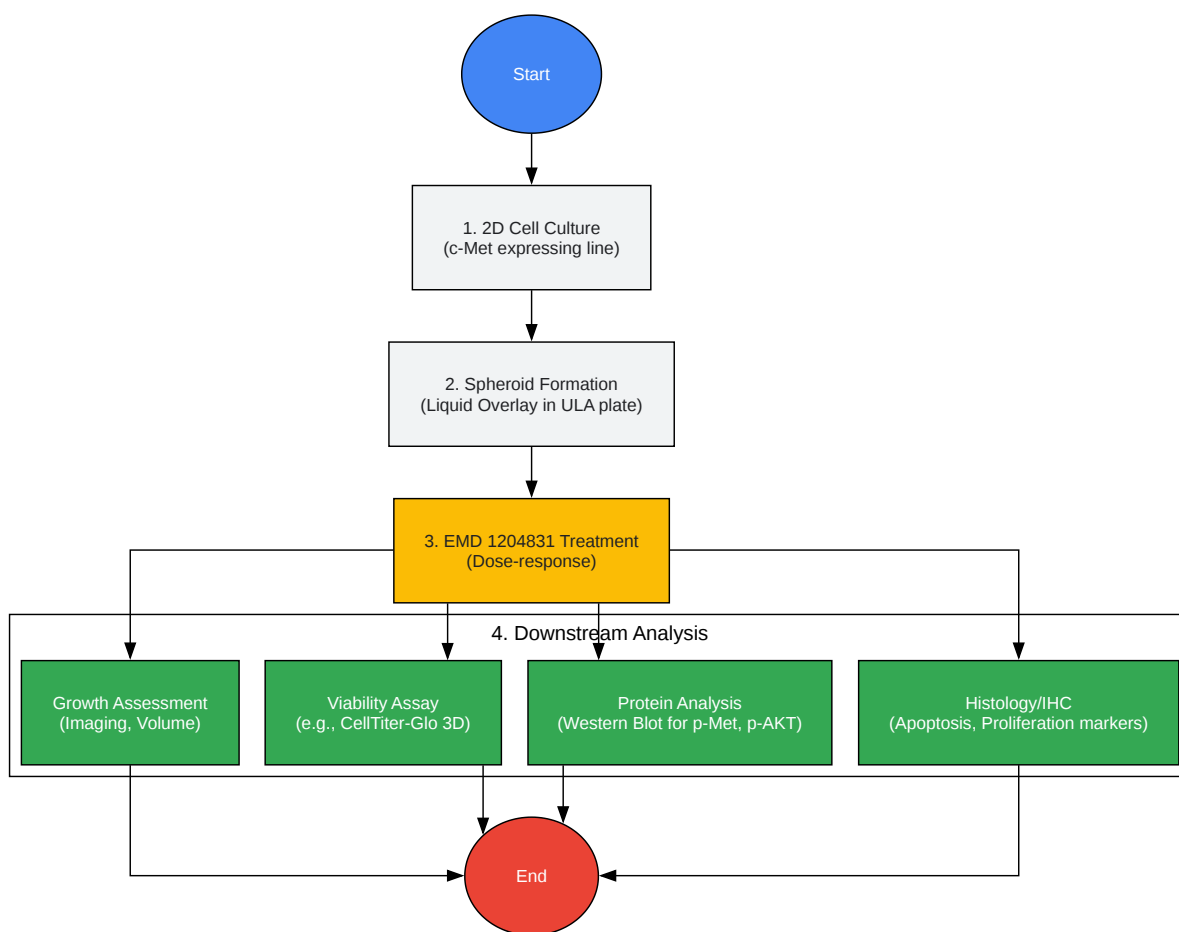 Start
1. 2D Cell Culture
(c-Met expressing line)
2. Spheroid Formation
(Liquid Overlay in ULA plate)
3. EMD 1204831 Treatment
(Dose-response)
4. Downstream Analysis
Growth Assessment
(Imaging, Volume)
Viability Assay
(e.g., CellTiter-Glo 3D)
Protein Analysis
(Western Blot for p-Met, p-AKT)
Histology/IHC
(Apoptosis, Proliferation markers)
End